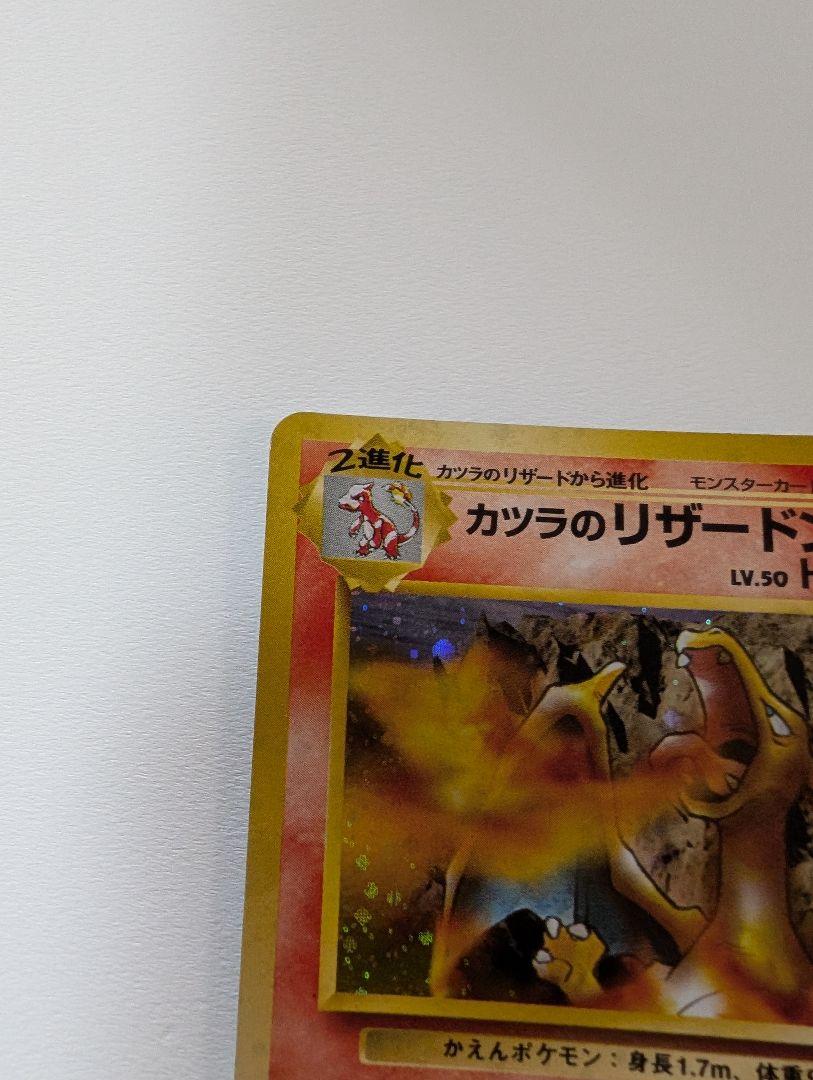 2進化
カツラのリザードから進化 モンスターカー
カツラのリザードン
LV.50 H
かえんポケモン：身長1.7m、体重9